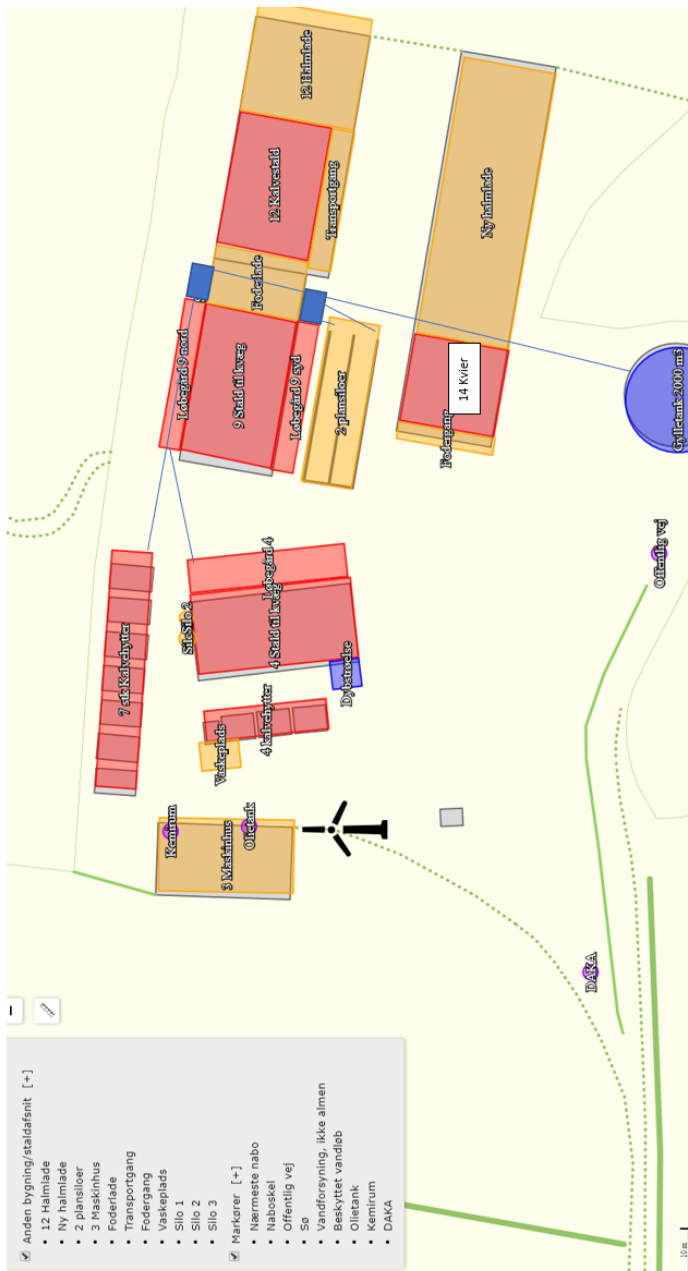 12 Halmlade
12 Kalvestald
Transportgang
Foderlade
Ny halmlade
Løbegård 9 nord
9 Stald til kvæg
Løbegård 9 syd
2 plansiloer
14 Kvier
Fodergang
Gylletank 2000 m3
Offentlig vej
7 stk Kalvehytter
Silo 2
Løbegård 4
4 Stald til kvæg
Dybstrøelse
4 kalvehytter
Vaskeplads
Kemirum
Olietank
3 Maskinhus
DAKA
Anden bygning/staldafsnit [+]
12 Halmlade
Ny halmlade
2 plansiloer
3 Maskinhus
Foderlade
Transportgang
Fodergang
Vaskeplads
Silo 1
Silo 2
Silo 3
Markører [+]
Nærmeste nabo
Naboskel
Offentlig vej
Sø
Vandforsyning, ikke almen
Beskyttet vandløb
Olietank
Kemirum
DAKA
10 m